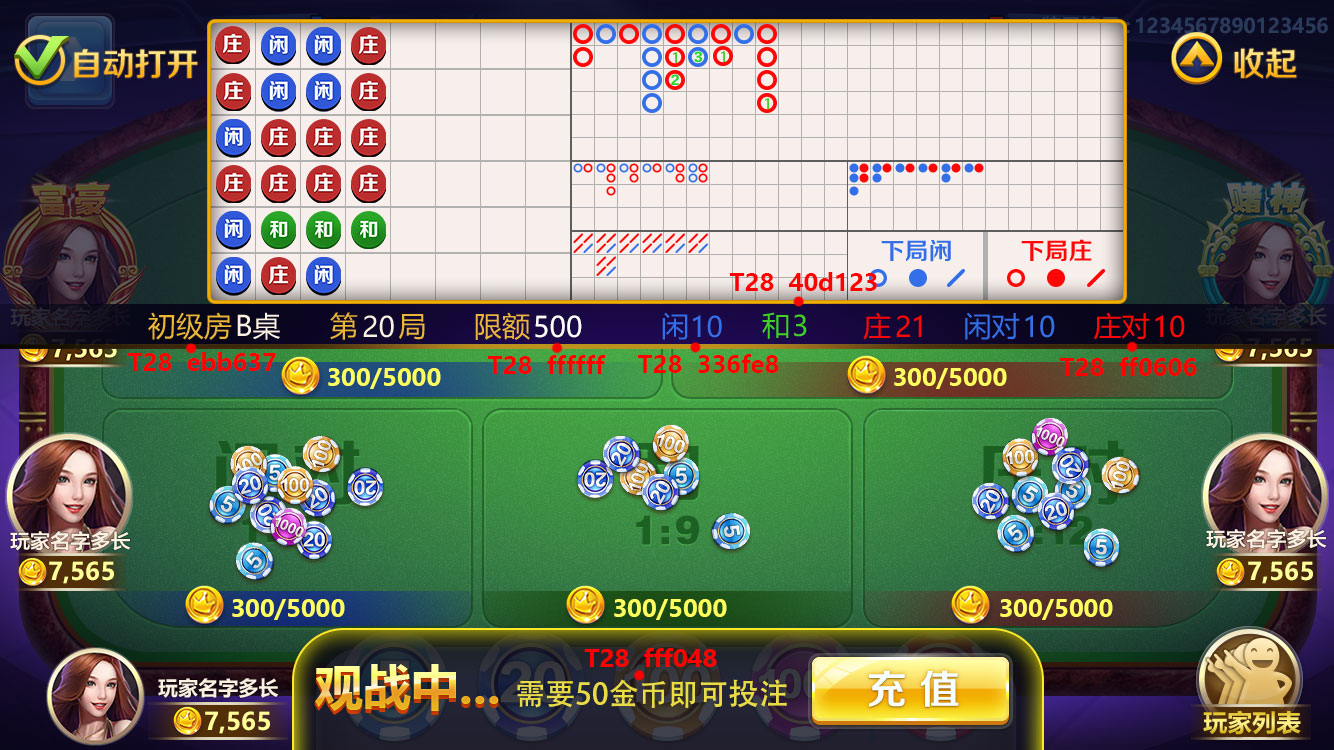 自动打开
收起
:1234567890123456
庄 闲 闲 庄
庄 闲 闲 庄
闲 庄 庄 庄
庄 庄 庄 庄
闲 和 和 和
闲 庄 闲
1 3 1
2
1
下局闲
下局庄
富豪
赌神
T28 40d123
初级房B桌 第20局 限额500 闲10 和3 庄21 闲对10 庄对10
T28 ebb637
T28 ffffff
T28 336fe8
T28 ff0606
7,565
300/5000
300/5000
7,565
1:9
玩家名字多长
7,565
玩家名字多长
7,565
300/5000
300/5000
300/5000
T28 fff048
观战中...
需要50金币即可投注
充值
玩家名字多长
7,565
玩家列表